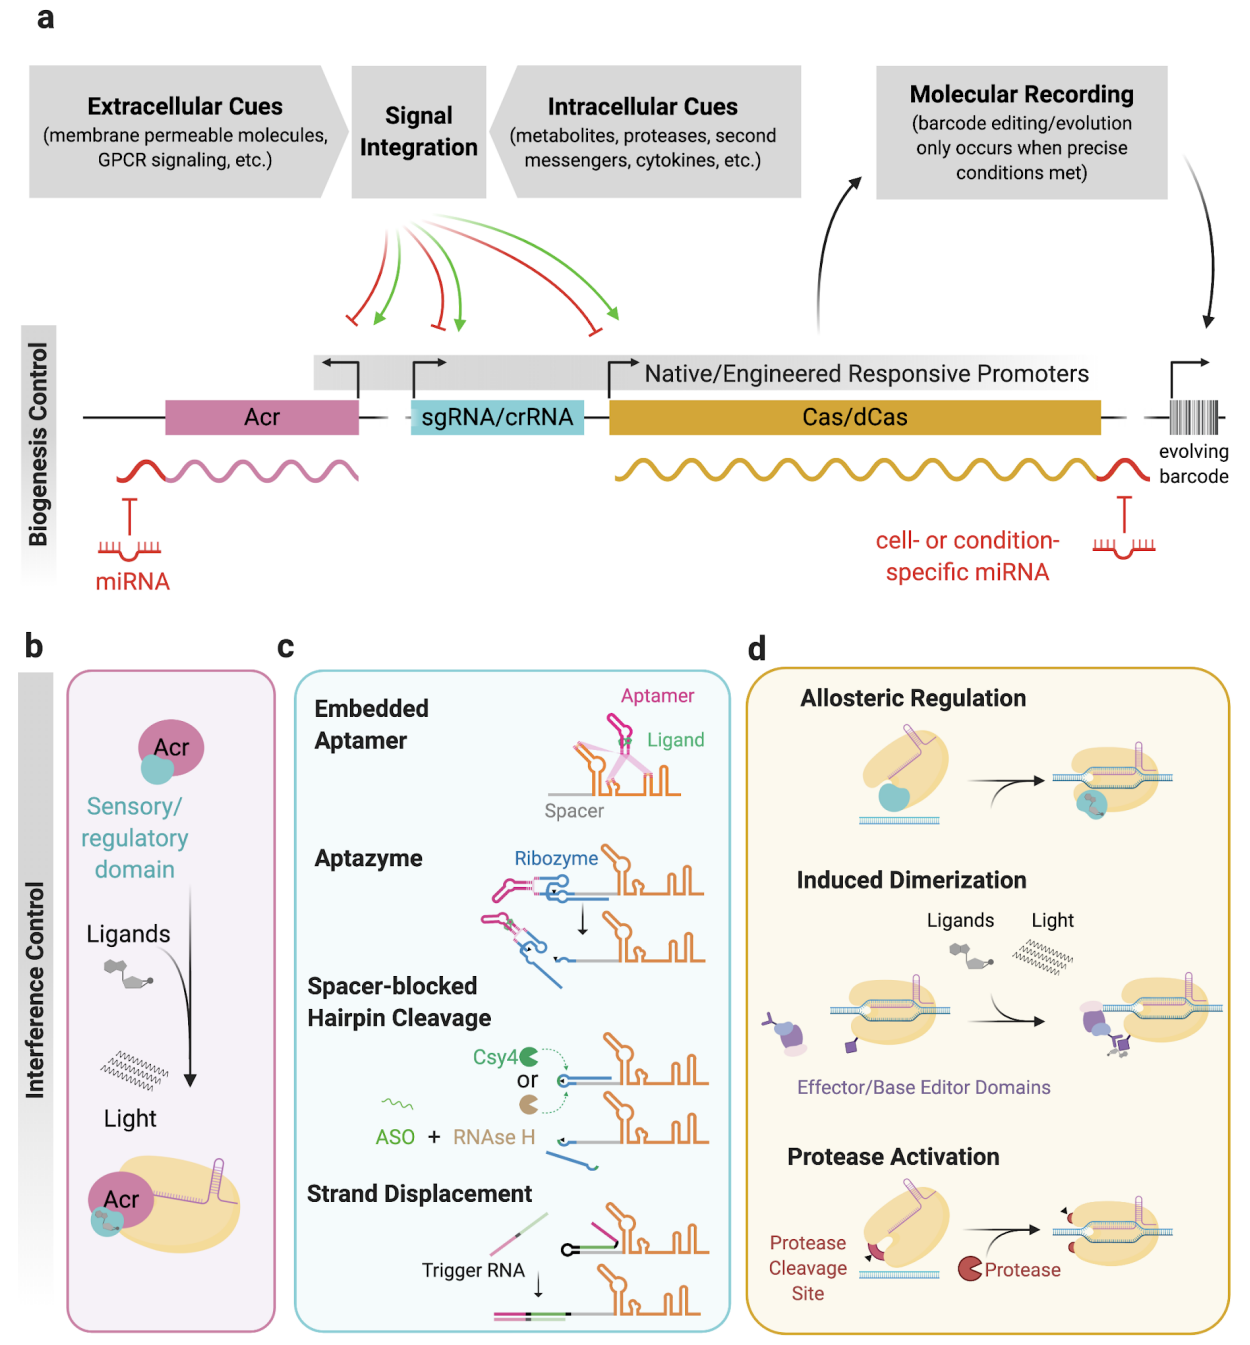 a
Extracellular Cues
(membrane permeable molecules,
GPCR signaling, etc.)
Signal
Integration
Intracellular Cues
(metabolites, proteases, second
messengers, cytokines, etc.)
Molecular Recording
(barcode editing/evolution
only occurs when precise
conditions met)
Biogenesis Control
Native/Engineered Responsive Promoters
Acr
sgRNA/crRNA
Cas/dCas
evolving
barcode
miRNA
cell- or condition-
specific miRNA
Interference Control
b
Acr
Sensory/
regulatory
domain
Ligands
Light
Acr
c
Embedded
Aptamer
Aptamer
Ligand
Spacer
Aptazyme
Ribozyme
Spacer-blocked
Hairpin Cleavage
Csy4
or
ASO + RNAse H
Strand Displacement
Trigger RNA
d
Allosteric Regulation
Induced Dimerization
Ligands
Light
Effector/Base Editor Domains
Protease Activation
Protease
Cleavage
Site
Protease